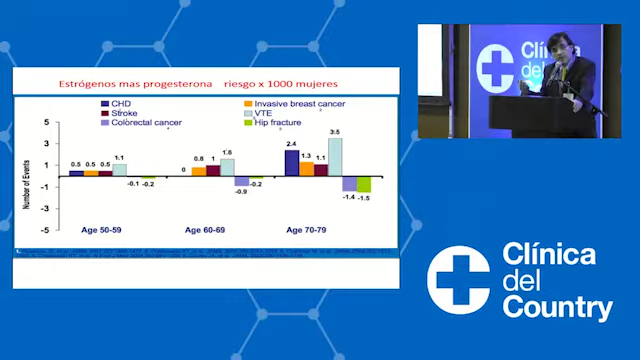 Estrógenos mas progesterona riesgo x 1000 mujeres
CHD
Stroke
Colorectal cancer
Invasive breast cancer
VTE
Hip fracture
Number of Events
5
3
1
-1
-3
-5
0.5 0.5 0.5 1.1
-0.1 -0.2
0 0.8 1 1.6
-0.9 -0.2
2.4 1.3 1.1 3.5
-1.4 -1.5
Age 50-59 Age 60-69 Age 70-79
Clínica
del
Clínica
del
Country